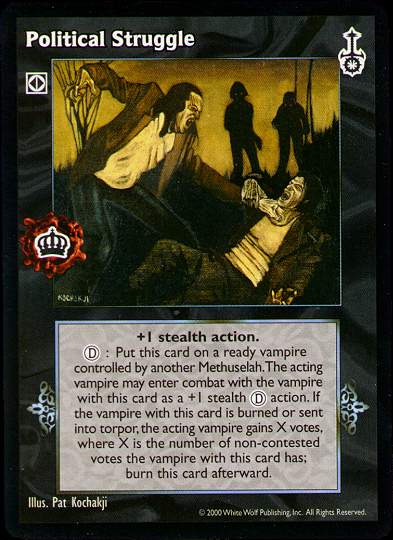 Political Struggle
KOCHAKJI
+1 stealth action.
Ⓓ : Put this card on a ready vampire
controlled by another Methuselah. The acting
vampire may enter combat with the vampire
with this card as a +1 stealth Ⓓ action. If
the vampire with this card is burned or sent
into torpor, the acting vampire gains X votes,
where X is the number of non-contested
votes the vampire with this card has;
burn this card afterward.
Illus. Pat Kochakji
© 2000 White Wolf Publishing, Inc. All Rights Reserved.